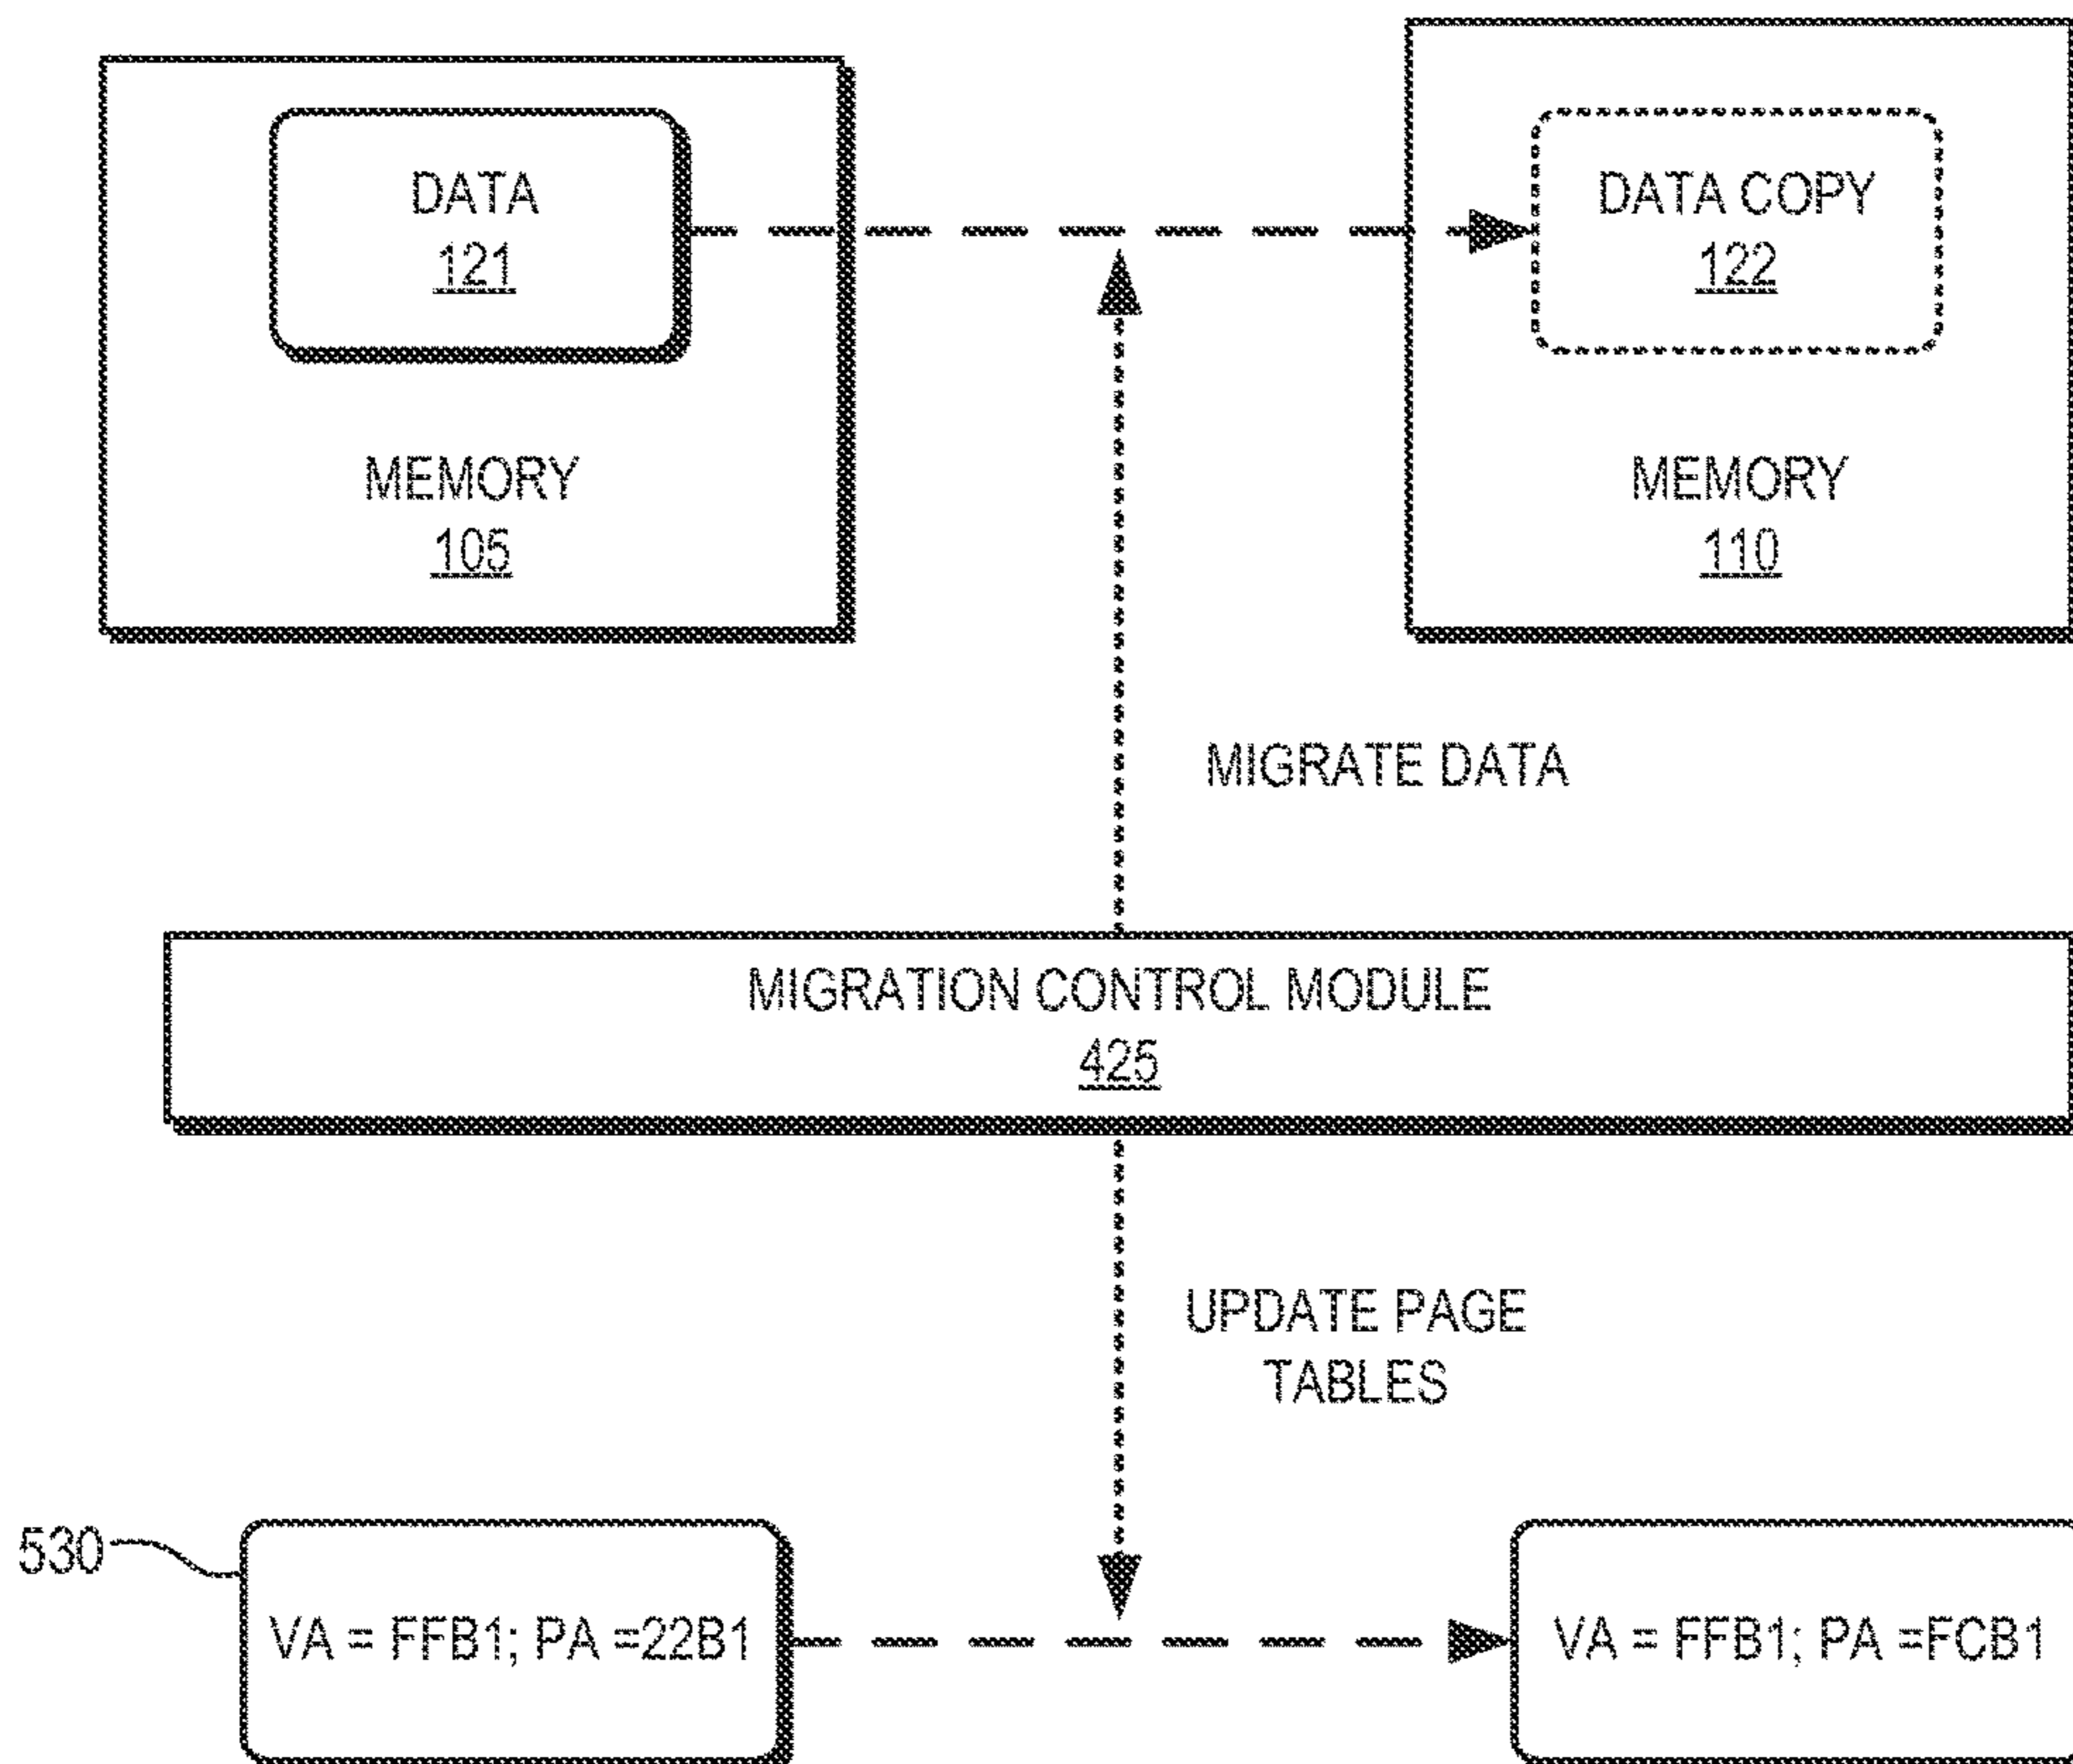 DATA
121
MEMORY
105
DATA COPY
122
MEMORY
110
MIGRATE DATA
MIGRATION CONTROL MODULE
425
UPDATE PAGE
TABLES
530
VA = FFB1; PA =22B1
VA = FFB1; PA =FCB1